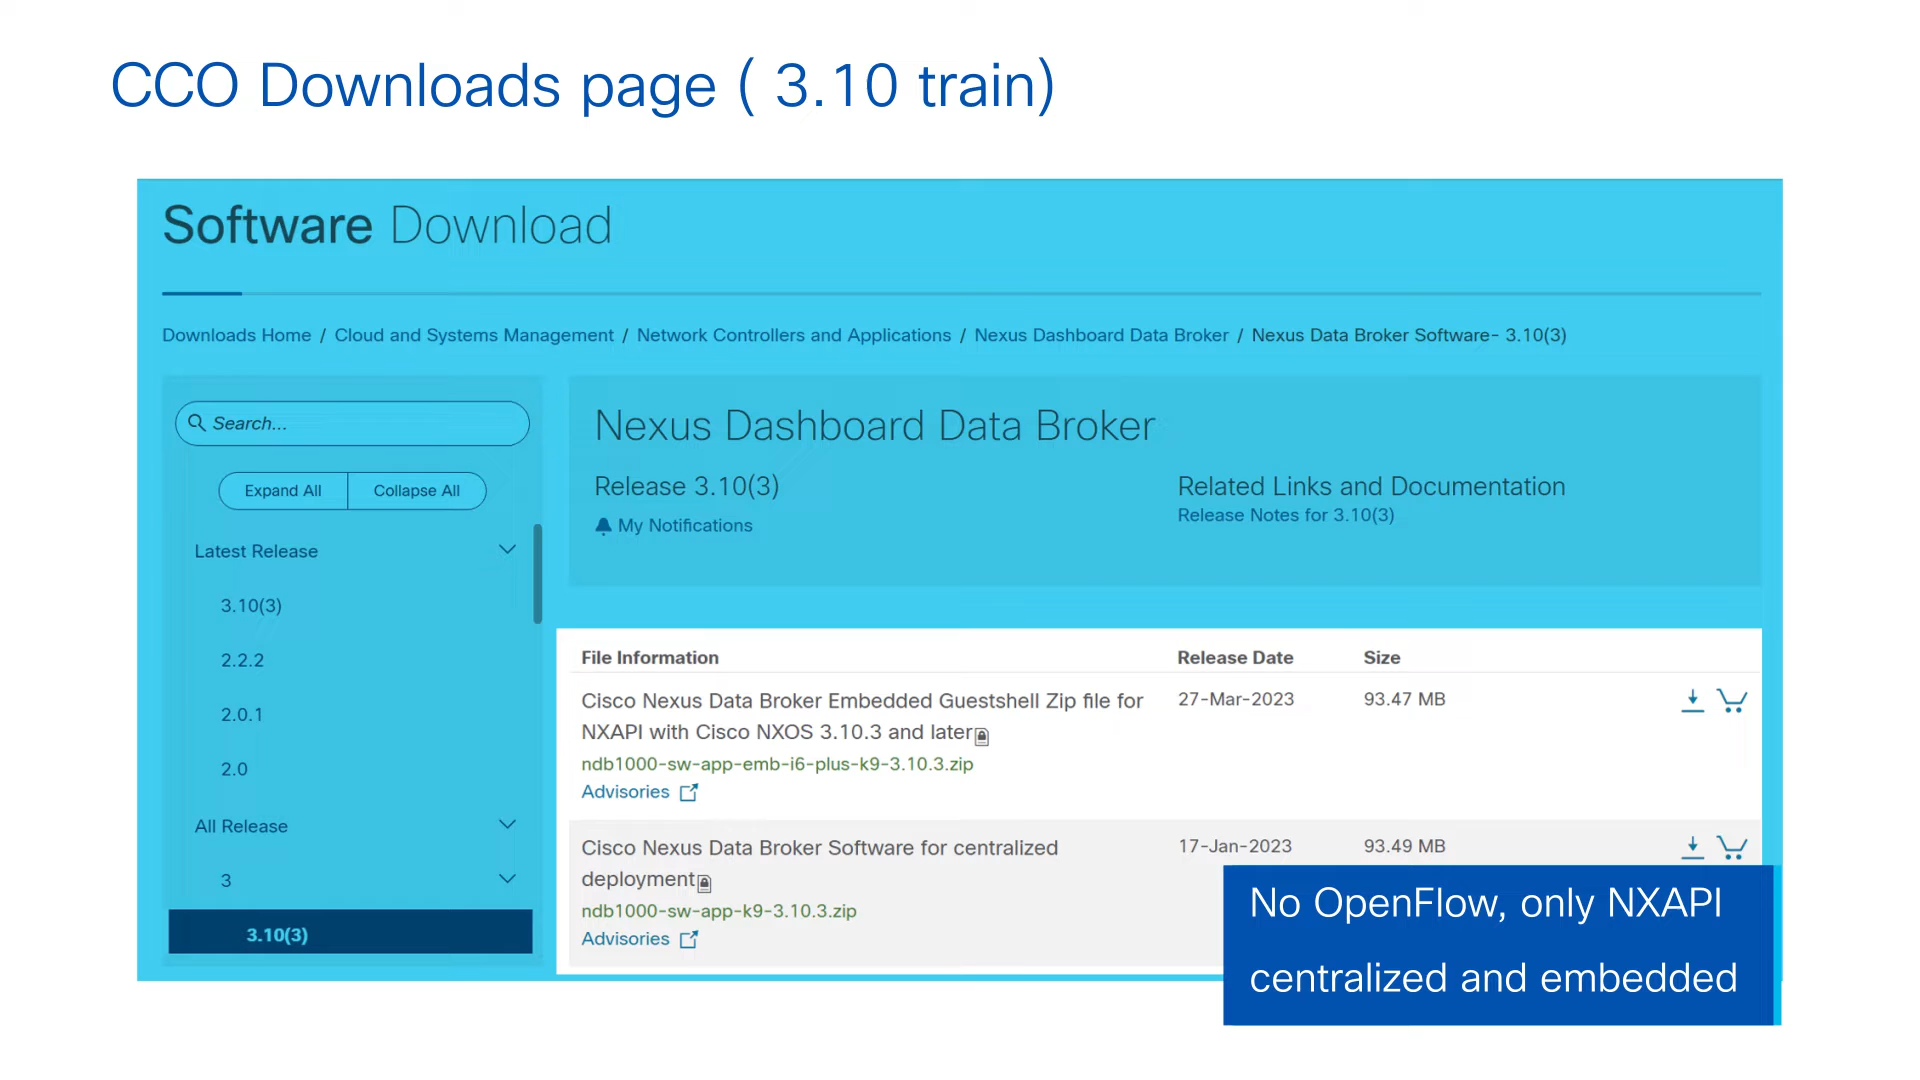 CCO Downloads page ( 3.10 train)
Software Download
Downloads Home / Cloud and Systems Management / Network Controllers and Applications / Nexus Dashboard Data Broker / Nexus Data Broker Software- 3.10(3)
Search...
Expand All Collapse All
Latest Release
3.10(3)
2.2.2
2.0.1
2.0
All Release
3
3.10(3)
Nexus Dashboard Data Broker
Release 3.10(3)
My Notifications
Related Links and Documentation
Release Notes for 3.10(3)
File Information Release Date Size
Cisco Nexus Data Broker Embedded Guestshell Zip file for 27-Mar-2023 93.47 MB
NXAPI with Cisco NXOS 3.10.3 and later
ndb1000-sw-app-emb-i6-plus-k9-3.10.3.zip
Advisories
Cisco Nexus Data Broker Software for centralized 17-Jan-2023 93.49 MB
deployment
ndb1000-sw-app-k9-3.10.3.zip
Advisories
No OpenFlow, only NXAPI
centralized and embedded